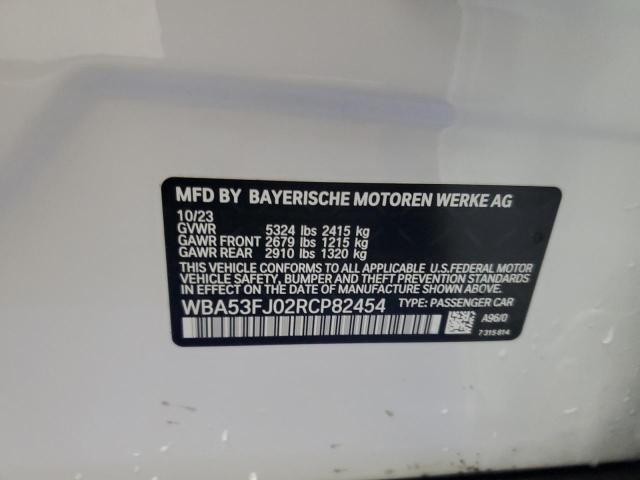 MFD BY BAYERISCHE MOTOREN WERKE AG
10/23
GVWR 5324 lbs 2415 kg
GAWR FRONT 2679 lbs 1215 kg
GAWR REAR 2910 lbs 1320 kg
THIS VEHICLE CONFORMS TO ALL APPLICABLE U.S.FEDERAL MOTOR
VEHICLE SAFETY, BUMPER AND THEFT PREVENTION STANDARDS
IN EFFECT ON THE DATE OF MANUFACTURE SHOWN ABOVE.
WBA53FJ02RCP82454 TYPE: PASSENGER CAR
A96/0
7 315 814